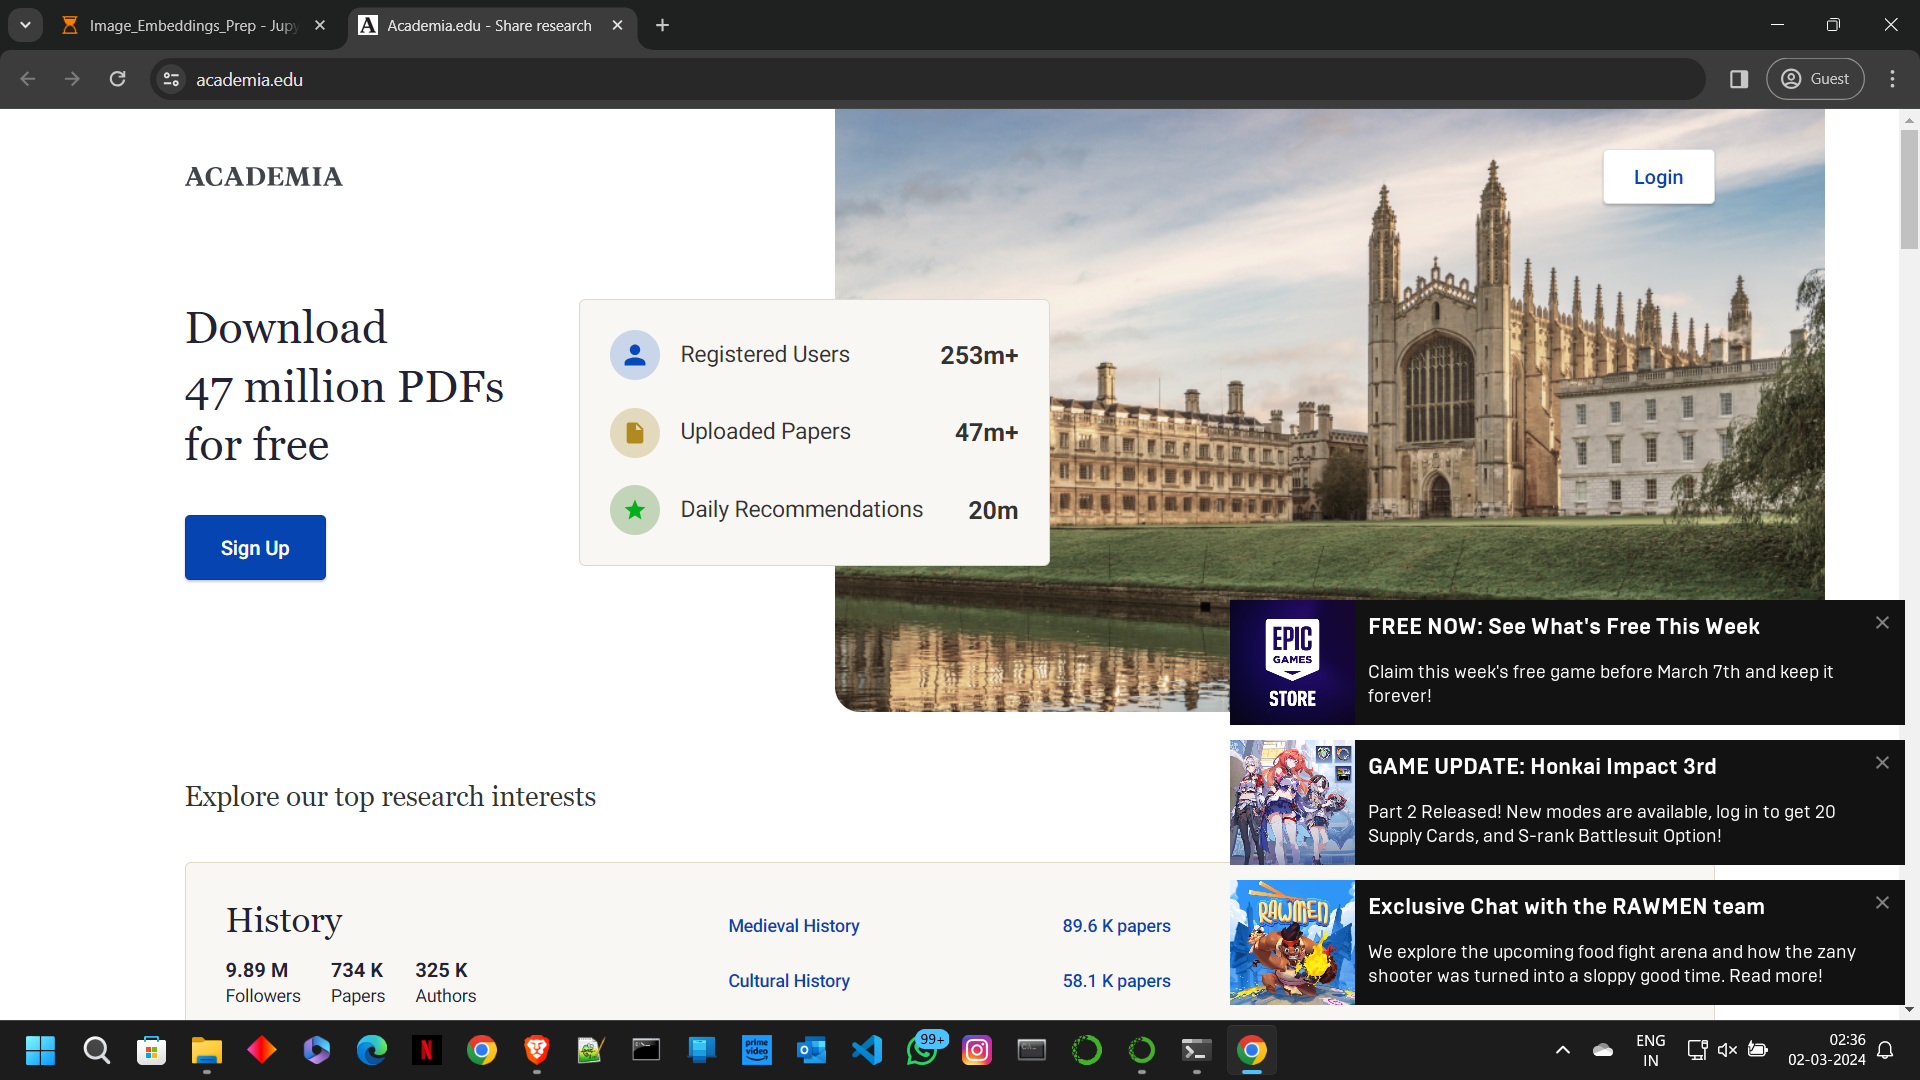 Image_Embeddings_Prep - Jupy
Academia.edu - Share research
academia.edu
Guest
ACADEMIA
Login
Download
47 million PDFs
for free
Sign Up
Registered Users 253m+
Uploaded Papers 47m+
Daily Recommendations 20m
Explore our top research interests
History
9.89 M 734 K 325 K
Followers Papers Authors
Medieval History 89.6 K papers
Cultural History 58.1 K papers
EPIC
GAMES
STORE
FREE NOW: See What's Free This Week
Claim this week's free game before March 7th and keep it
forever!
GAME UPDATE: Honkai Impact 3rd
Part 2 Released! New modes are available, log in to get 20
Supply Cards, and S-rank Battlesuit Option!
RAWMEN
Exclusive Chat with the RAWMEN team
We explore the upcoming food fight arena and how the zany
shooter was turned into a sloppy good time. Read more!
prime
video
99+
ENG
IN
02:36
02-03-2024